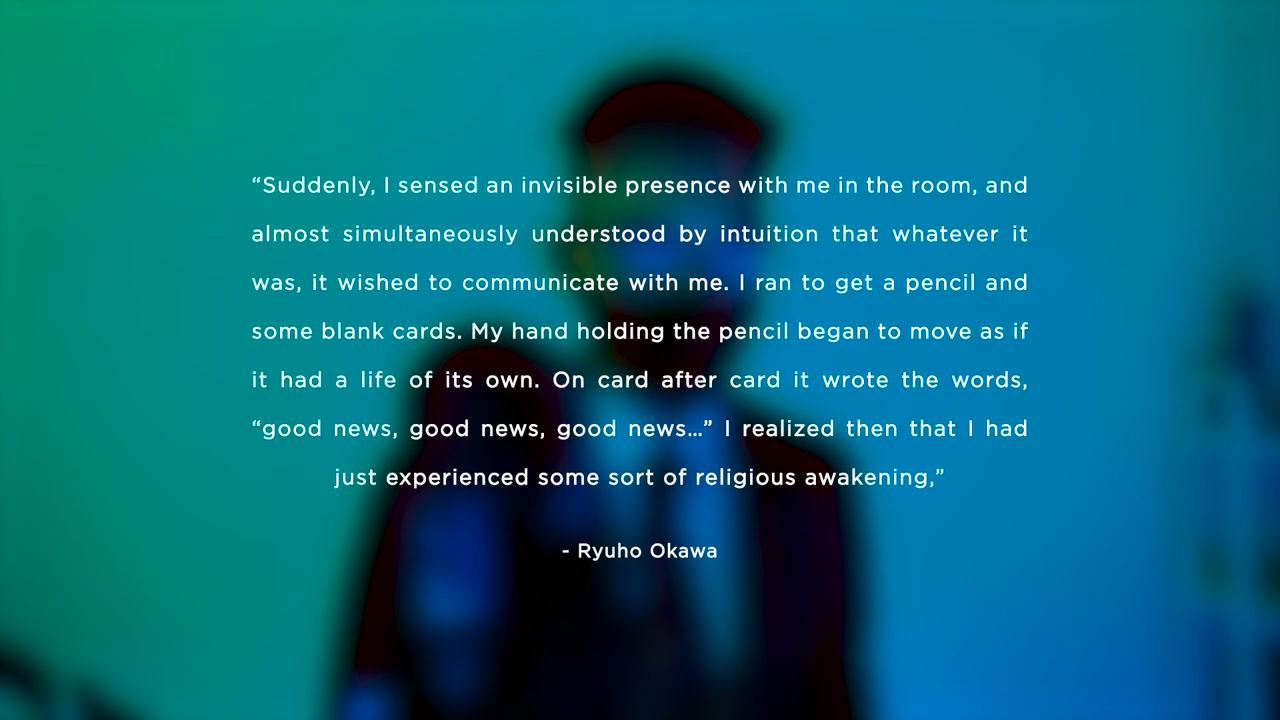 “Suddenly, I sensed an invisible presence with me in the room, and
almost simultaneously understood by intuition that whatever it
was, it wished to communicate with me. I ran to get a pencil and
some blank cards. My hand holding the pencil began to move as if
it had a life of its own. On card after card it wrote the words,
“good news, good news, good news...” I realized then that I had
just experienced some sort of religious awakening,”
- Ryuho Okawa